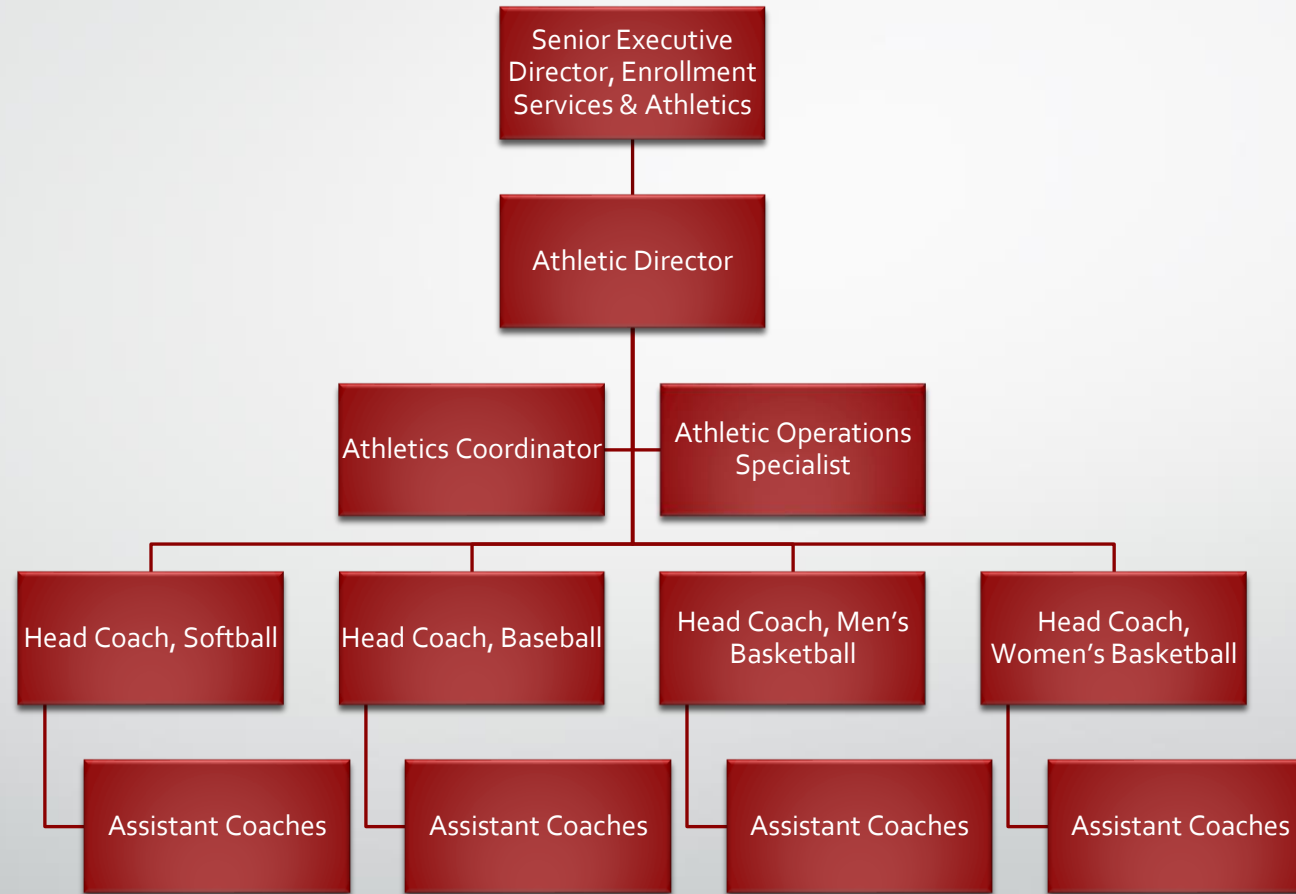 Senior Executive
Director, Enrollment
Services & Athletics
Athletic Director
Athletics Coordinator
Athletic Operations
Specialist
Head Coach, Softball
Head Coach, Baseball
Head Coach, Men’s
Basketball
Head Coach,
Women’s Basketball
Assistant Coaches
Assistant Coaches
Assistant Coaches
Assistant Coaches